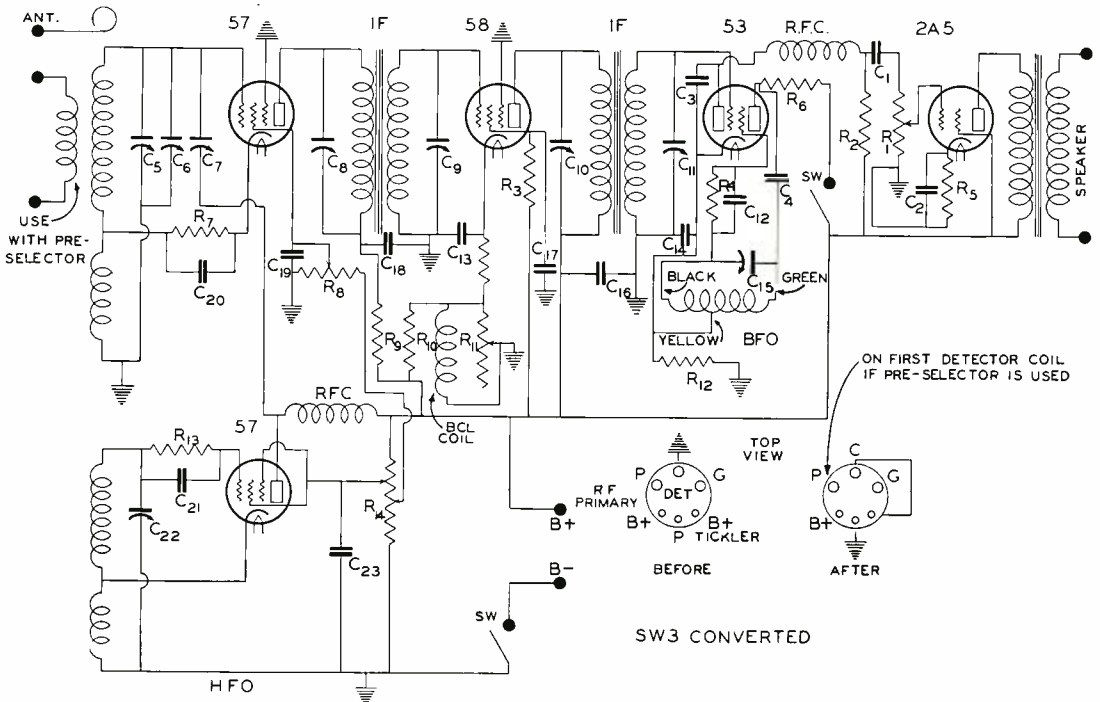 ANT.
57
IF
58
IF
53
R.F.C.
2A5
C1
C3
R6
R2
R1
C5
C6
C7
C8
C9
R3
C10
C11
R4
C12
C4
SW
C2
R5
SPEAKER
USE
WITH PRE-
SELECTOR
R7
C20
C19
R8
C18
C13
C17
C14
C16
BLACK
C15
GREEN
YELLOW
BFO
R9
R10
R11
R12
BCL
COIL
RFC
ON FIRST DETECTOR COIL
IF PRE-SELECTOR IS USED
57
R13
C21
C22
C23
R14
TOP
VIEW
RF
PRIMARY
P
G
DET
B+
B+
P TICKLER
BEFORE
P
C
G
B+
AFTER
B+
B-
SW
SW3 CONVERTED
HFO